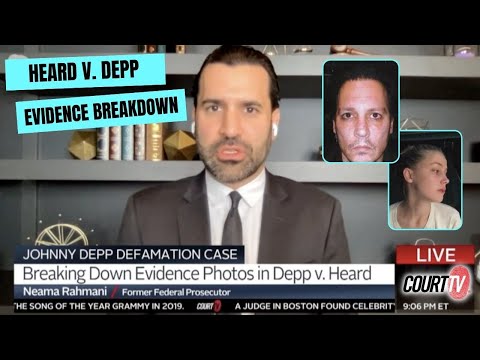 HEARD V. DEPP
EVIDENCE BREAKDOWN
JOHNNY DEPP DEFAMATION CASE
Breaking Down Evidence Photos in Depp v. Heard
Neama Rahmani / Former Federal Prosecutor
LIVE
COURT TV
THE SONG OF THE YEAR GRAMMY IN 2019. COURT TV A JUDGE IN BOSTON FOUND CELEBRITY
9:06 PM ET